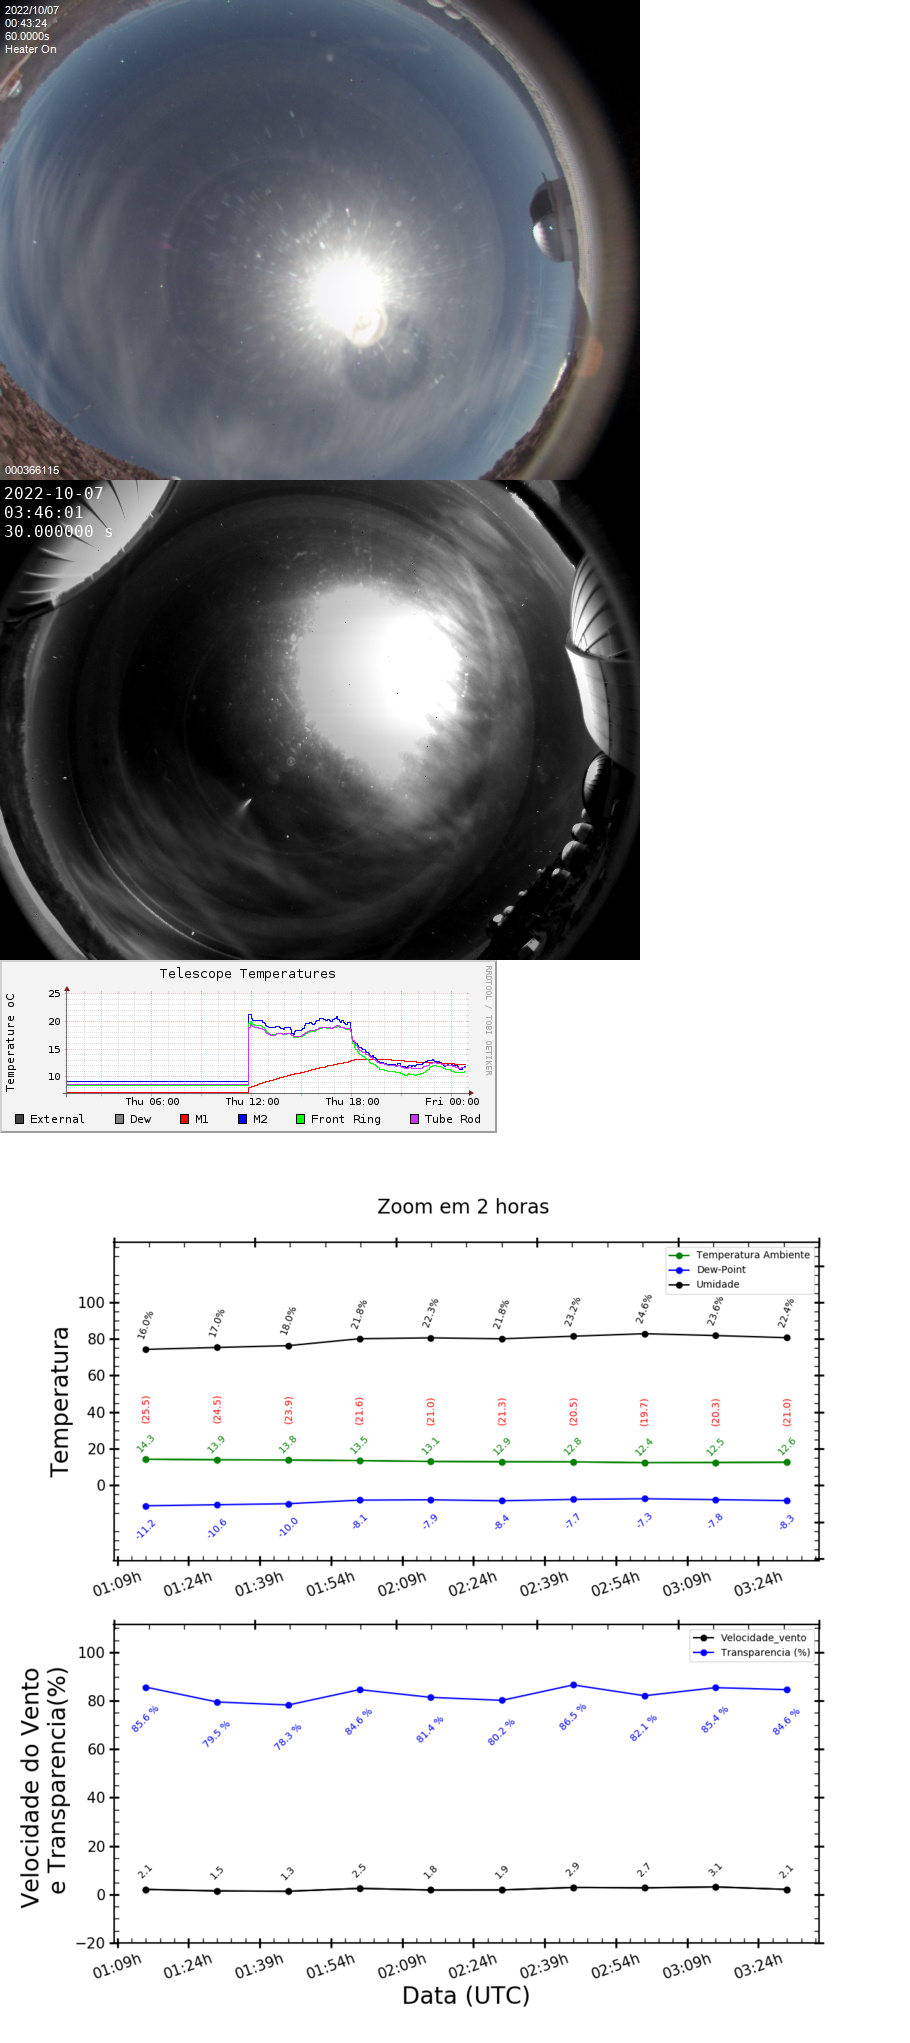 2022/10/07
00:43:24
60.0000s
Heater On
000366115
2022-10-07
03:46:01
30.000000 s
Telescope Temperatures
RRDTOOL / TOBI OETIKER
Temperature oC
25
20
15
10
Thu 06:00 Thu 12:00 Thu 18:00 Fri 00:00
External Dew M1 M2 Front Ring Tube Rod
Zoom em 2 horas
Temperatura Ambiente
Dew-Point
Umidade
Temperatura
100
80
60
40
20
0
16.0% 17.0% 18.0% 21.8% 22.3% 21.8% 23.2% 24.6% 23.6% 22.4%
(25.5) (24.5) (23.9) (21.6) (21.0) (21.3) (20.5) (19.7) (20.3) (21.0)
14.3 13.9 13.8 13.5 13.1 12.9 12.8 12.4 12.5 12.6
-11.2 -10.6 -10.0 -8.1 -7.9 -8.4 -7.7 -7.3 -7.8 -8.3
01:09h 01:24h 01:39h 01:54h 02:09h 02:24h 02:39h 02:54h 03:09h 03:24h
Velocidade_vento
Transparencia (%)
Velocidade do Vento
e Transparencia(%)
100
80
60
40
20
0
−20
85.6 % 79.5 % 78.3 % 84.6 % 81.4 % 80.2 % 86.5 % 82.1 % 85.4 % 84.6 %
2.1 1.5 1.3 2.5 1.8 1.9 2.9 2.7 3.1 2.1
01:09h 01:24h 01:39h 01:54h 02:09h 02:24h 02:39h 02:54h 03:09h 03:24h
Data (UTC)